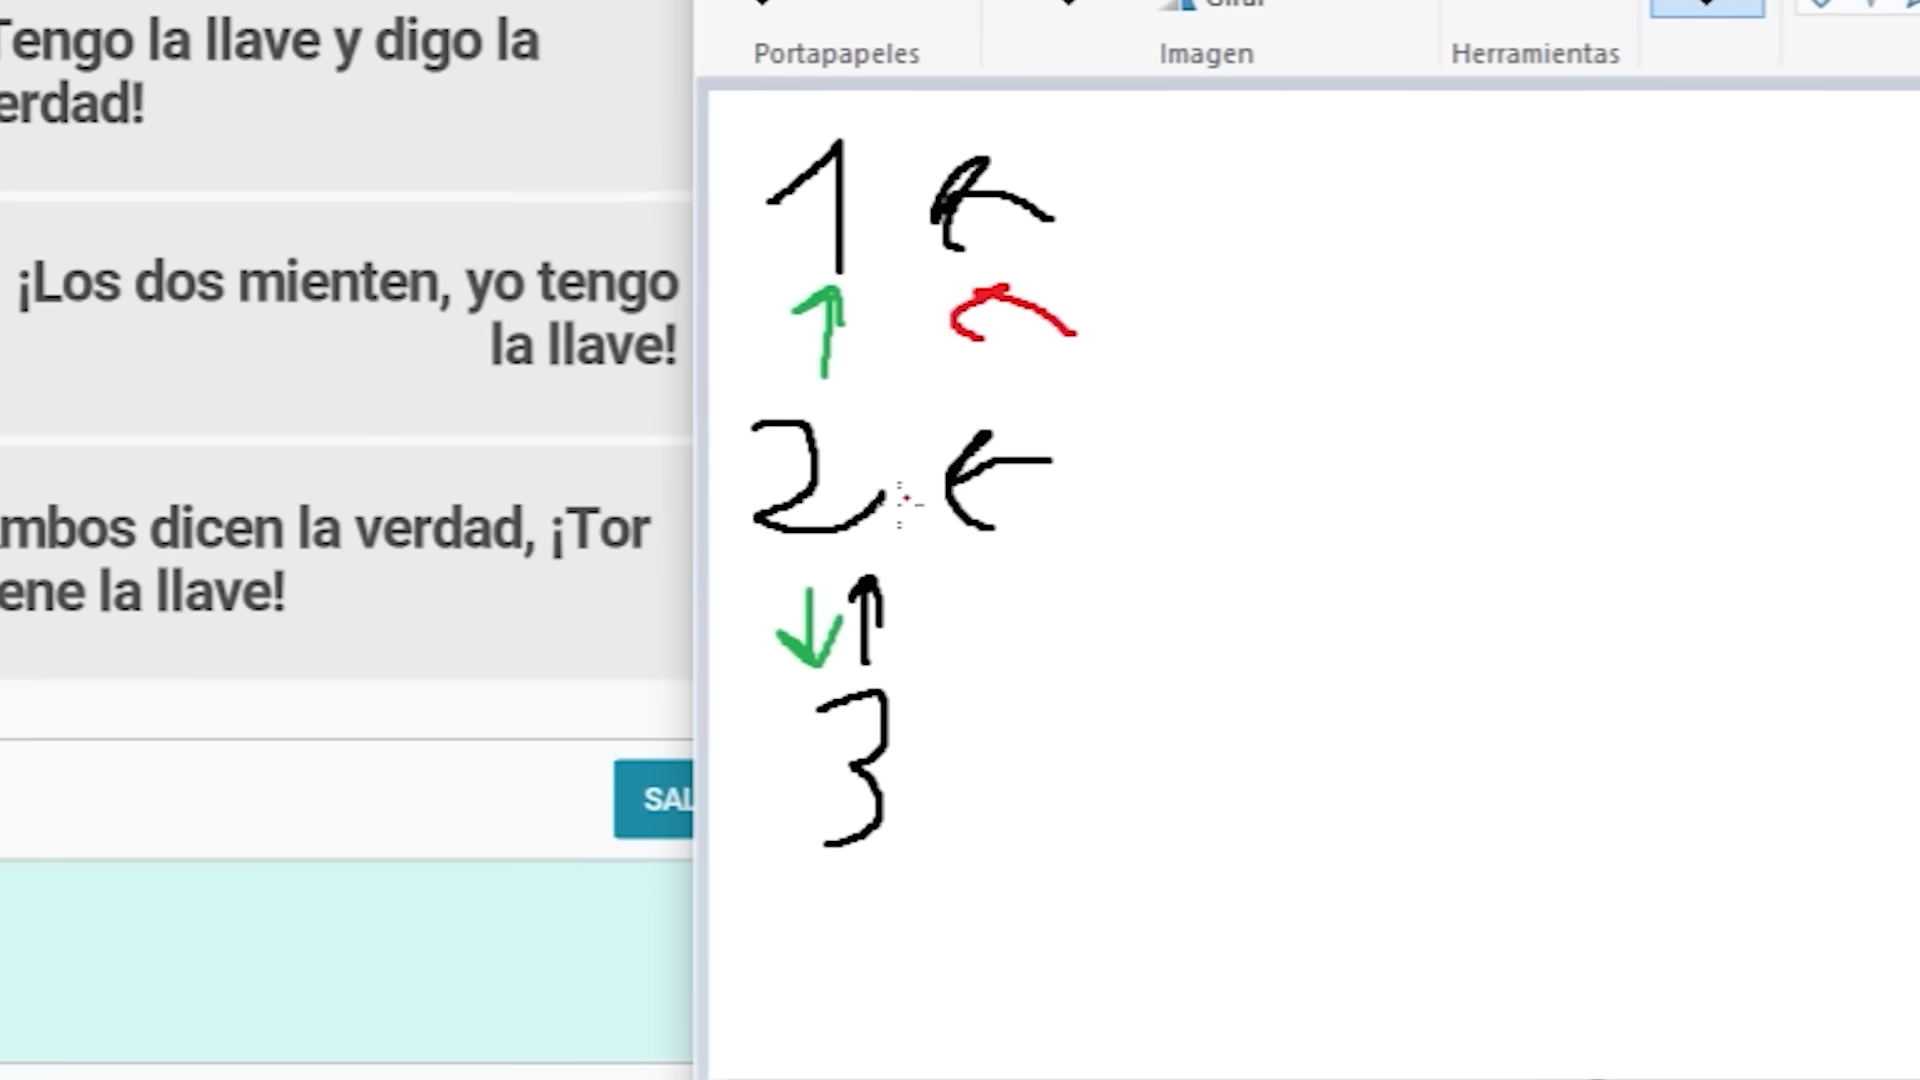 Tengo la llave y digo la
erdad!
¡Los dos mienten, yo tengo
la llave!
mbos dicen la verdad, ¡Tor
ene la llave!
SAL
Girar
Portapapeles
Imagen
Herramientas
1
2
3